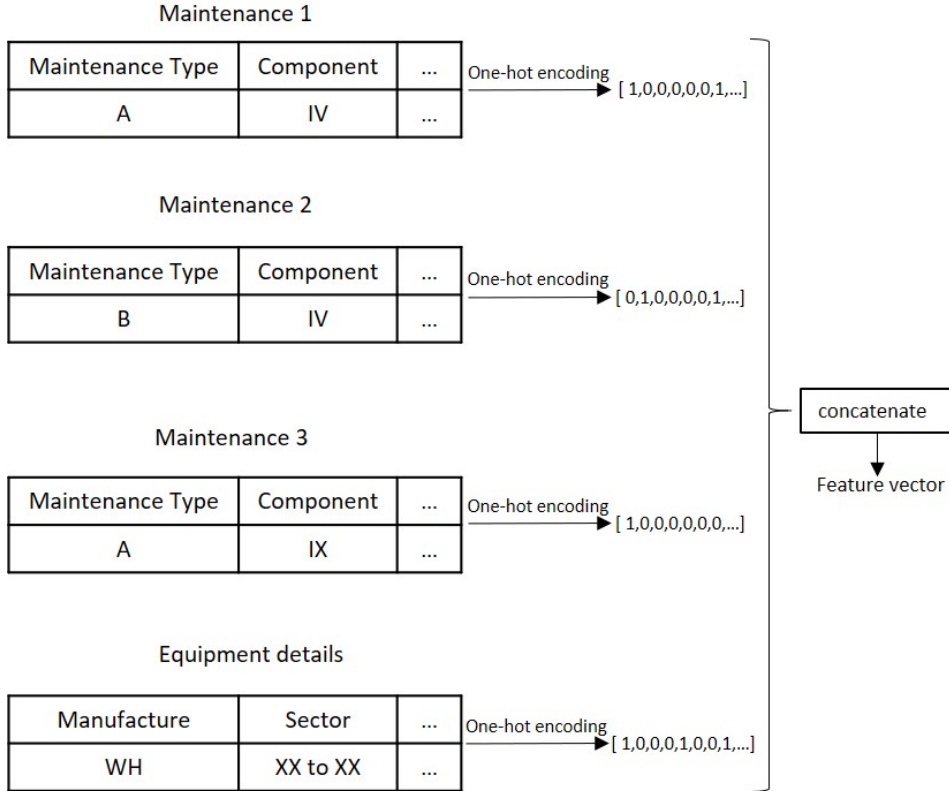 Maintenance 1
Maintenance Type Component ...
A IV ...
One-hot encoding
[ 1,0,0,0,0,0,1,...]
Maintenance 2
Maintenance Type Component ...
B IV ...
One-hot encoding
[ 0,1,0,0,0,0,1,...]
Maintenance 3
Maintenance Type Component ...
A IX ...
One-hot encoding
[ 1,0,0,0,0,0,0,...]
Equipment details
Manufacture Sector ...
WH XX to XX ...
One-hot encoding
[ 1,0,0,0,1,0,0,1,...]
concatenate
Feature vector